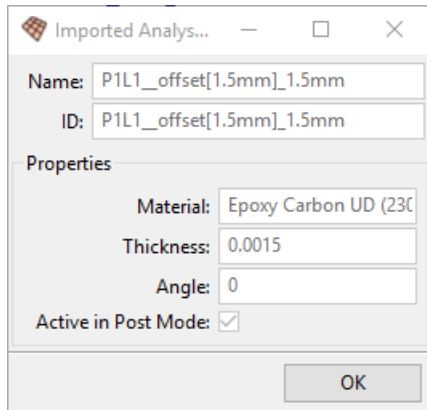 Imported Analys...
Name: P1L1__offset[1.5mm]_1.5mm
ID: P1L1__offset[1.5mm]_1.5mm
Properties
Material: Epoxy Carbon UD (230
Thickness: 0.0015
Angle: 0
Active in Post Mode:
OK